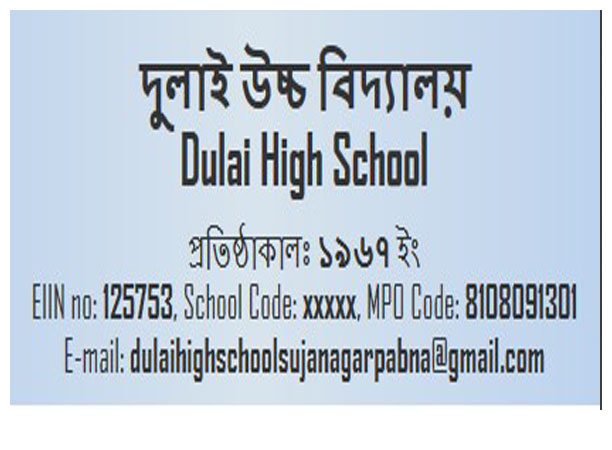 দুলাই উচ্চ বিদ্যালয়
Dulai High School
প্রতিষ্ঠাকালঃ ১৯৬৭ ইং
EIIN no: 125753, School Code: xxxxx, MPO Code: 8108091301
E-mail: dulaihighschoolsujanagarpabna@gmail.com